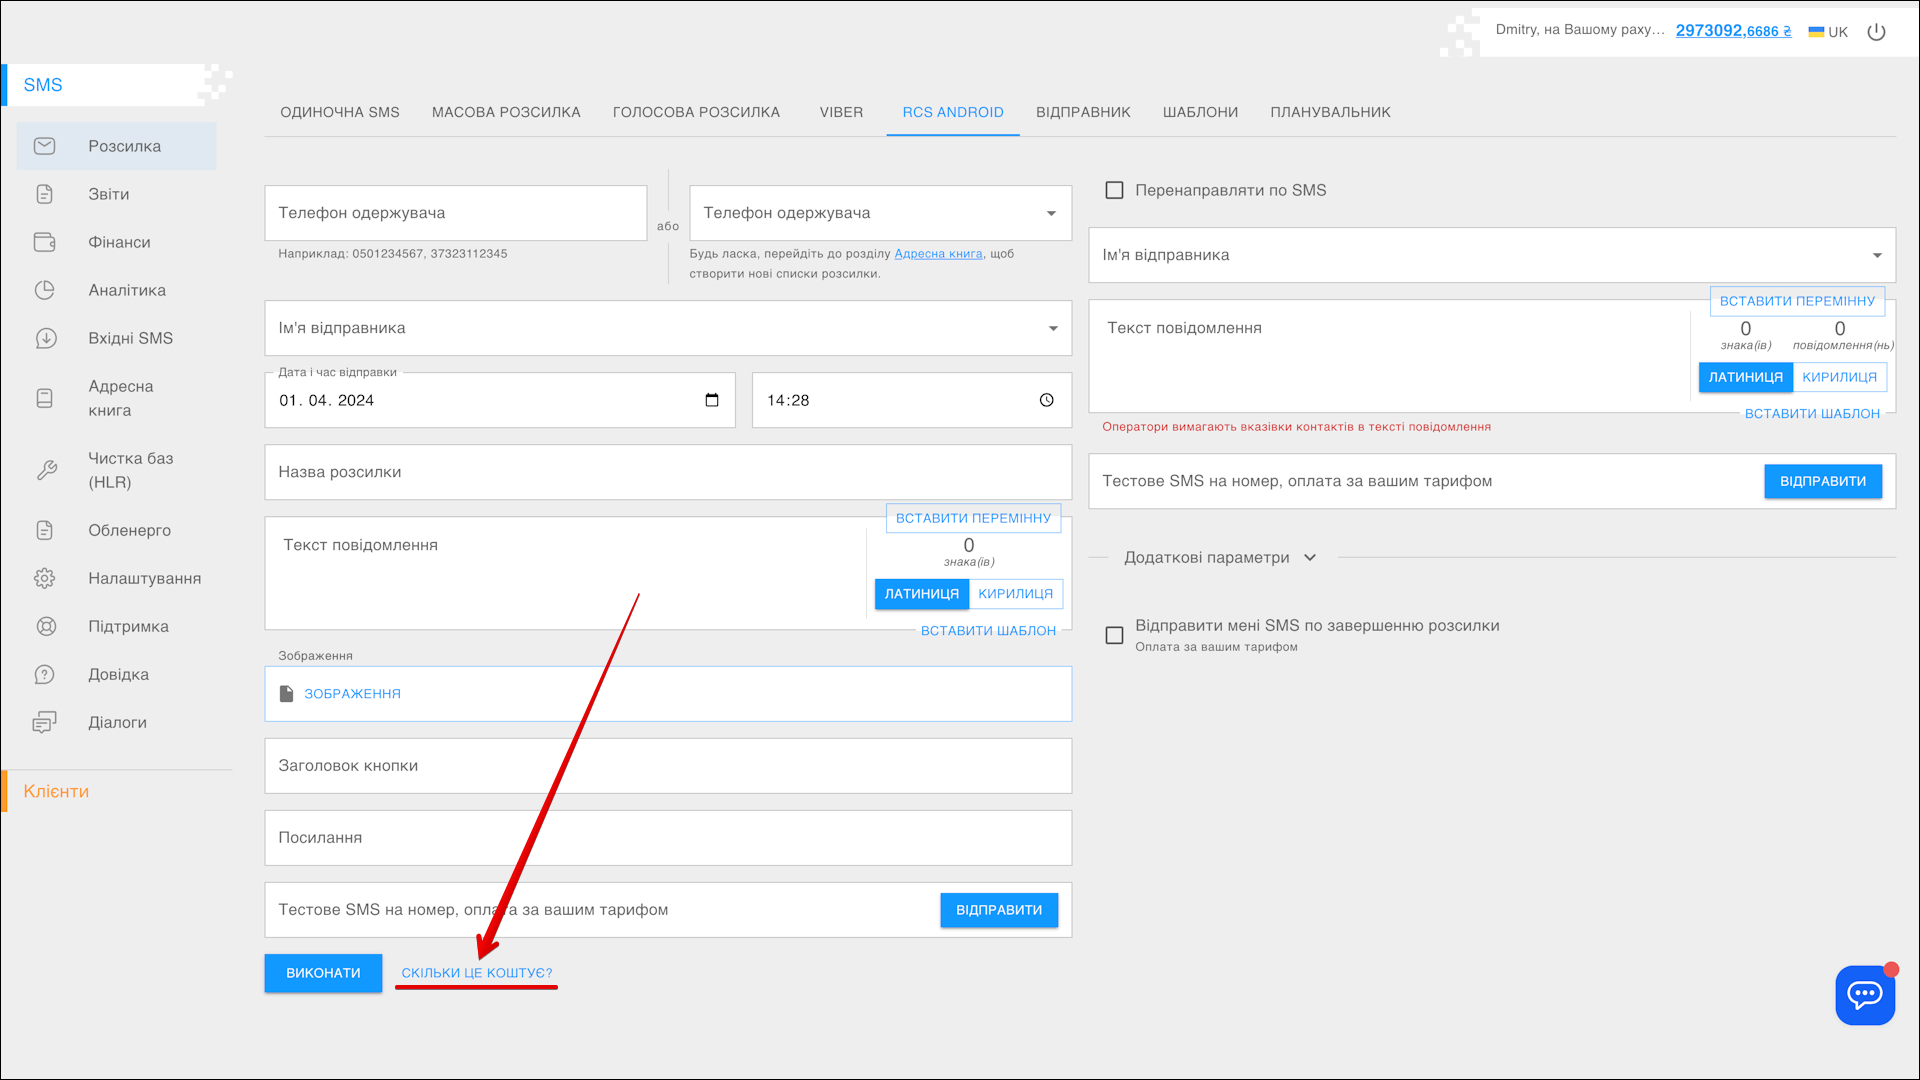 Dmitry, на Вашому раху...
2973092,6686 ₴
UK
SMS
Розсилка
Звіти
Фінанси
Аналітика
Вхідні SMS
Адресна
книга
Чистка баз
(HLR)
Обленерго
Налаштування
Підтримка
Довідка
Діалоги
Клієнти
ОДИНОЧНА SMS
МАСОВА РОЗСИЛКА
ГОЛОСОВА РОЗСИЛКА
VIBER
RCS ANDROID
ВІДПРАВНИК
ШАБЛОНИ
ПЛАНУВАЛЬНИК
Телефон одержувача
Наприклад: 0501234567, 37323112345
або
Телефон одержувача
Будь ласка, перейдіть до розділу Адресна книга, щоб
створити нові списки розсилки.
Ім'я відправника
Дата і час відправки
01. 04. 2024
14:28
Назва розсилки
ВСТАВИТИ ПЕРЕМІННУ
Текст повідомлення
0
знака(ів)
ЛАТИНИЦЯ
КИРИЛИЦЯ
ВСТАВИТИ ШАБЛОН
Зображення
ЗОБРАЖЕННЯ
Заголовок кнопки
Посилання
Тестове SMS на номер, оплата за вашим тарифом
ВІДПРАВИТИ
ВИКОНАТИ
СКІЛЬКИ ЦЕ КОШТУЄ?
Перенаправляти по SMS
Ім'я відправника
ВСТАВИТИ ПЕРЕМІННУ
Текст повідомлення
0
знака(ів)
0
повідомлення(нь)
ЛАТИНИЦЯ
КИРИЛИЦЯ
ВСТАВИТИ ШАБЛОН
Оператори вимагають вказівки контактів в тексті повідомлення
Тестове SMS на номер, оплата за вашим тарифом
ВІДПРАВИТИ
Додаткові параметри
Відправити мені SMS по завершенню розсилки
Оплата за вашим тарифом